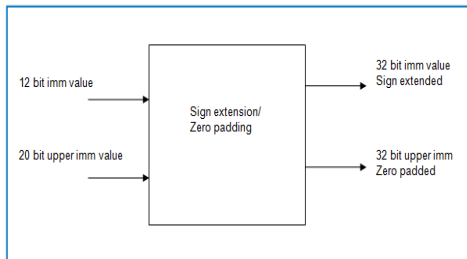 12 bit imm value
20 bit upper imm value
Sign extension/
Zero padding
32 bit imm value
Sign extended
32 bit upper imm
Zero padded